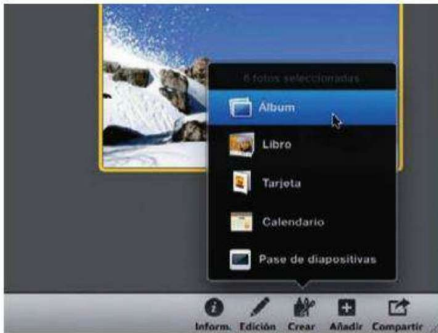 6 fotos seleccionadas
Álbum
Libro
Tarjeta
Calendario
Pase de diapositivas
Inform. Edición Crear Añadir Compartir